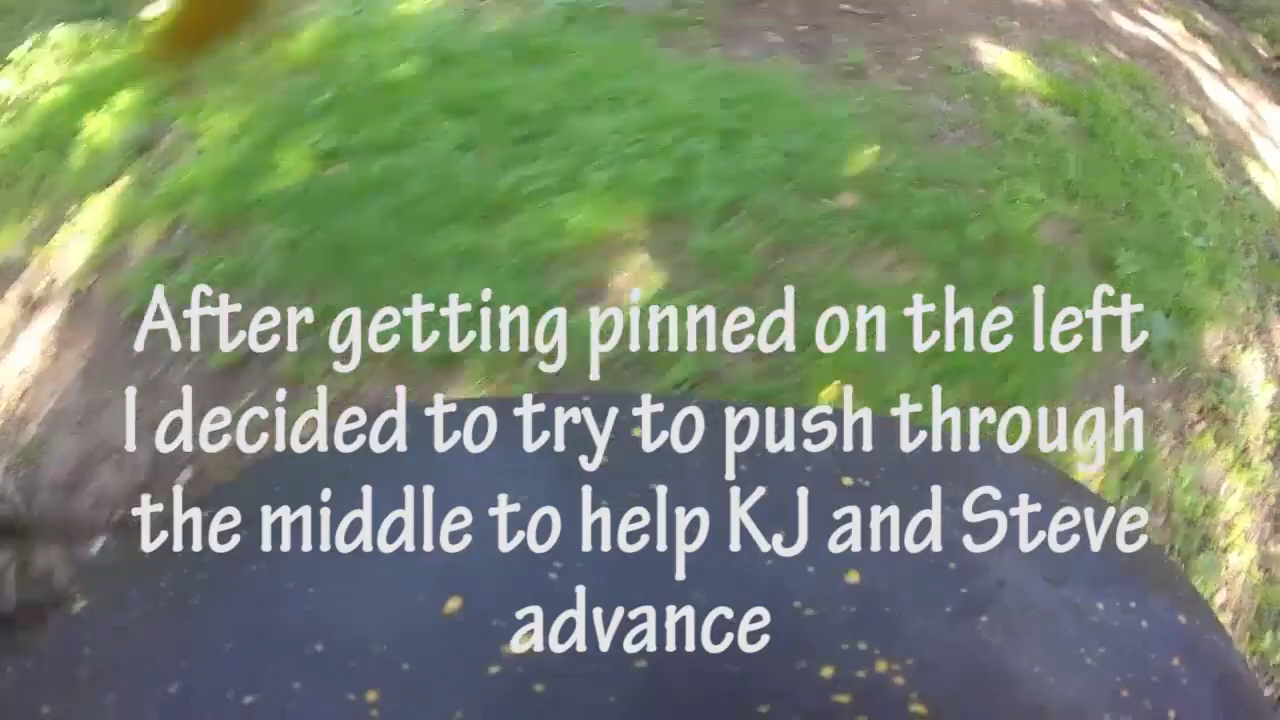 After getting pinned on the left
I decided to try to push through
the middle to help KJ and Steve
advance